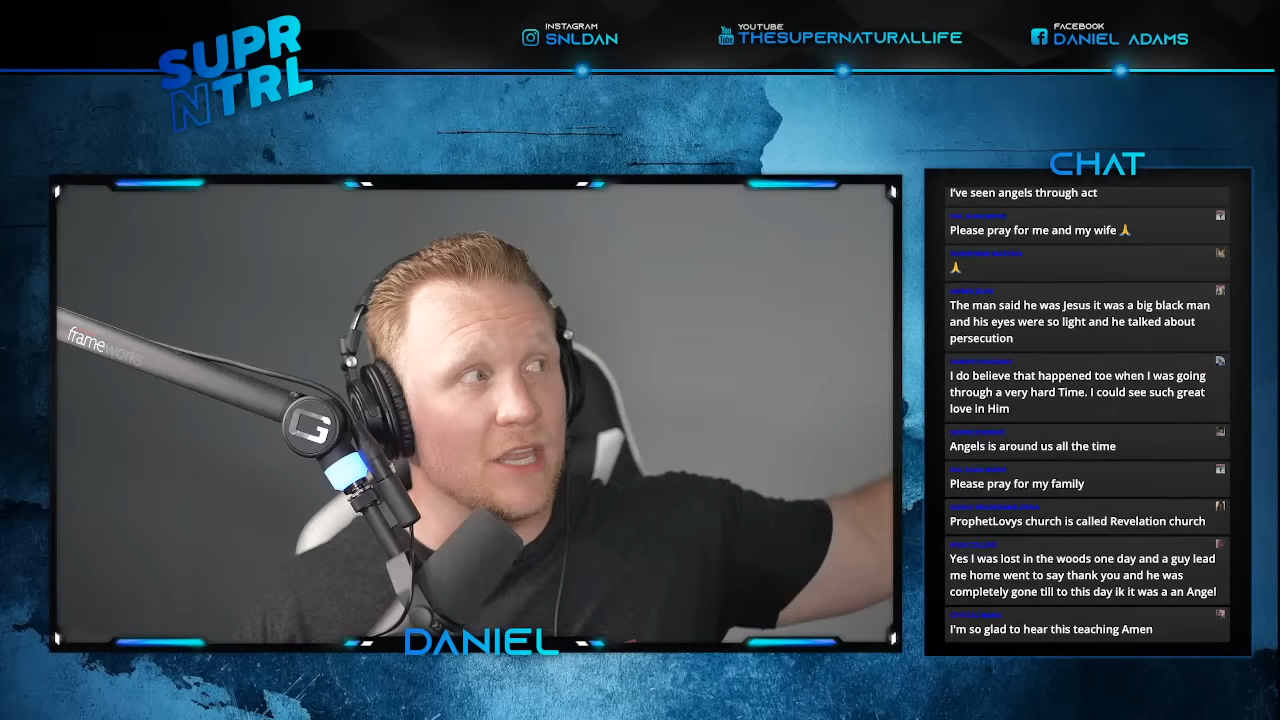 SUPR
NTRL
INSTAGRAM
SNLDAN
YOUTUBE
You
Tube
THESUPERNATURALLIFE
FACEBOOK
DANIEL ADAMS
CHAT
I've seen angels through act
Please pray for me and my wife 🙏
🙏
The man said he was Jesus it was a big black man
and his eyes were so light and he talked about
persecution
I do believe that happened toe when I was going
through a very hard Time. I could see such great
love in Him
Angels is around us all the time
Please pray for my family
ProphetLovys church is called Revelation church
Yes I was lost in the woods one day and a guy lead
me home went to say thank you and he was
completely gone till to this day ik it was a an Angel
I'm so glad to hear this teaching Amen
frameworks
G
DANIEL